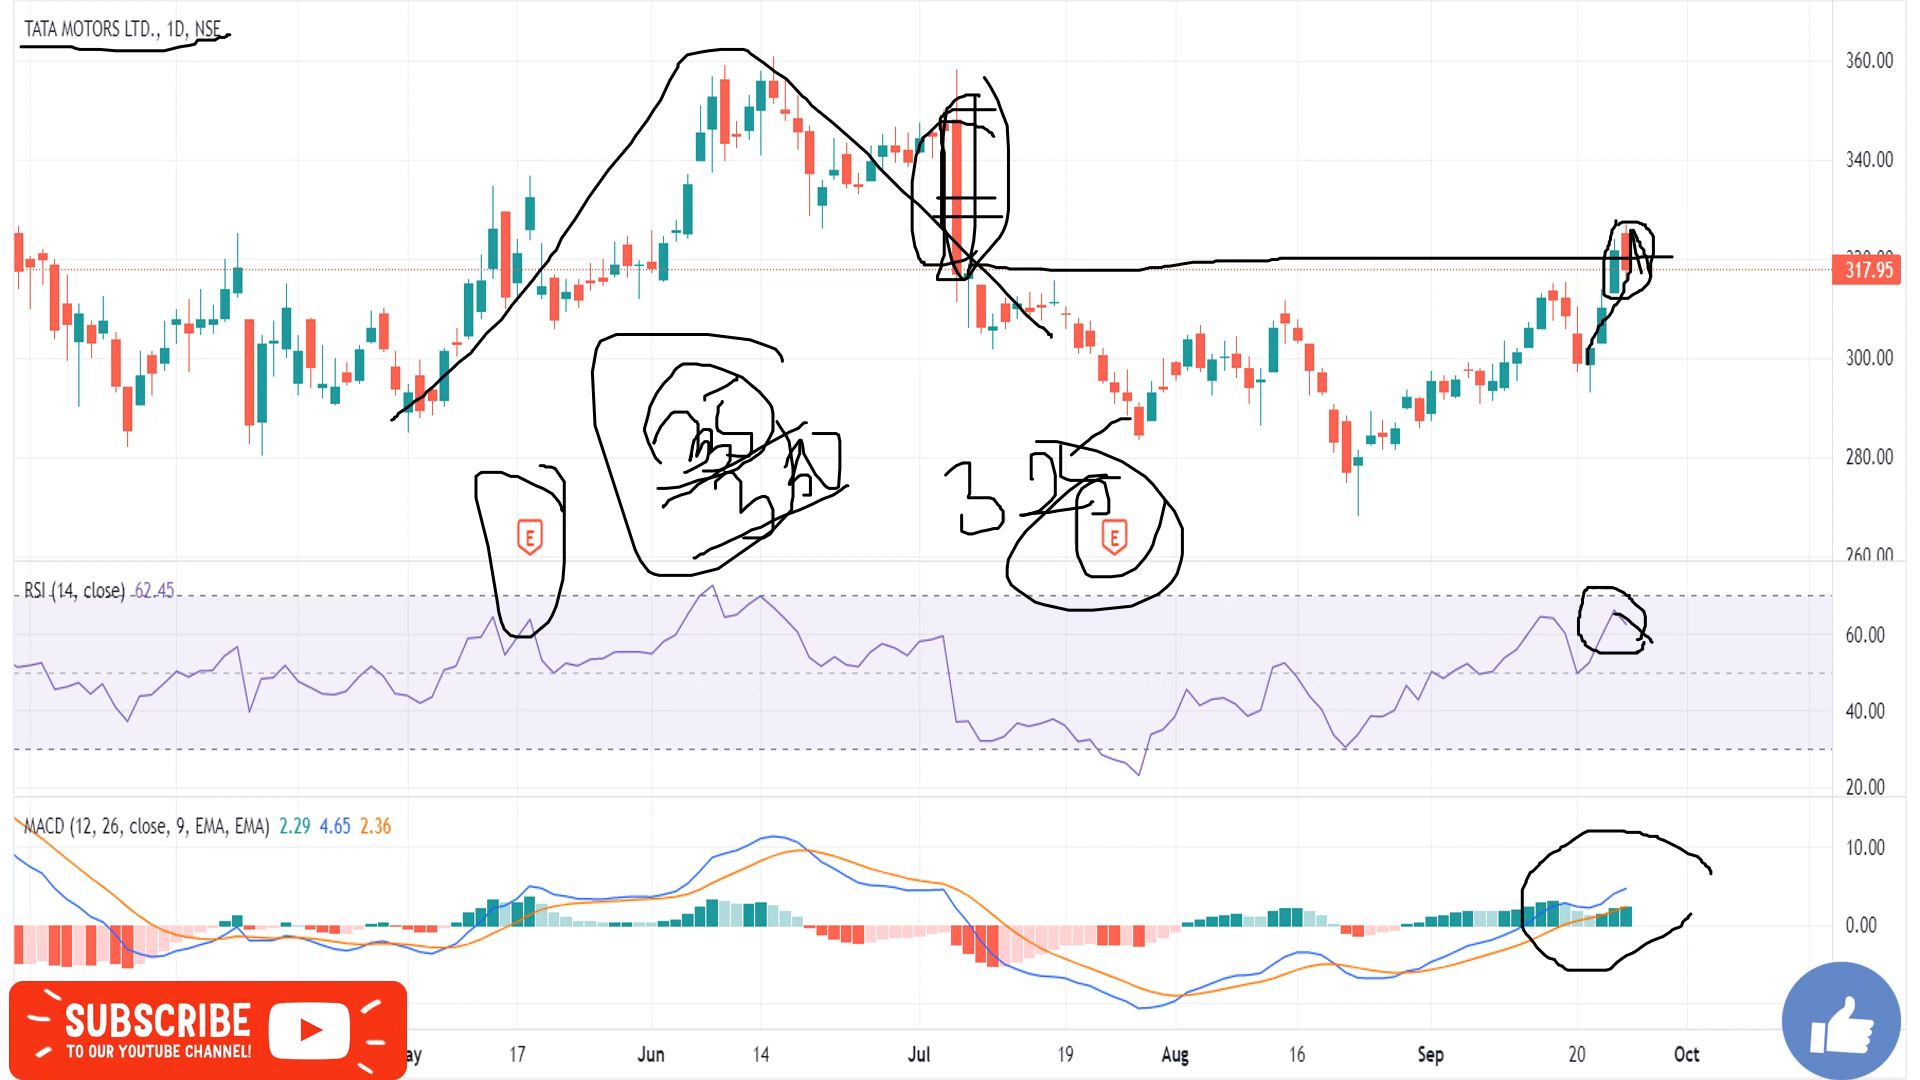 TATA MOTORS LTD., 1D, NSE
360.00
340.00
317.95
300.00
280.00
260.00
E
E
RSI (14, close) 62.45
60.00
40.00
20.00
MACD (12, 26, close, 9, EMA, EMA) 2.29 4.65 2.36
10.00
0.00
SUBSCRIBE
TO OUR YOUTUBE CHANNEL!
17
Jun
14
Jul
19
Aug
16
Sep
20
Oct